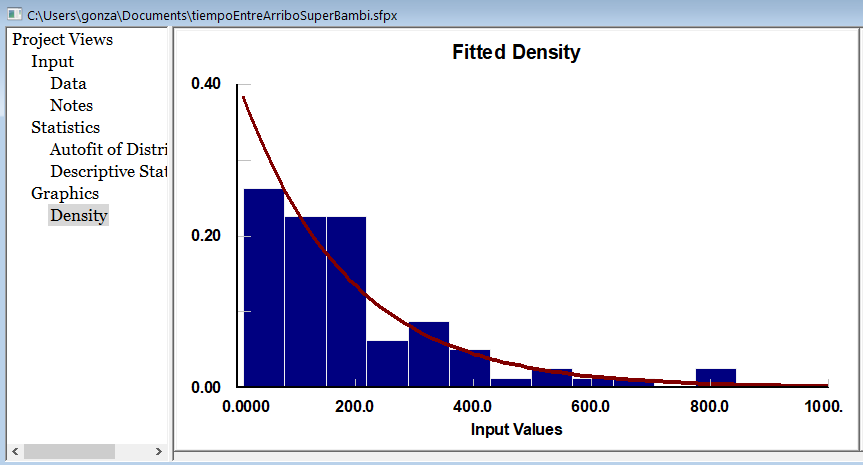 C:\Users\gonza\Documents\tiempoEntreArriboSuperBambi.sfpx
Project Views
Input
Data
Notes
Statistics
Autofit of Distri
Descriptive Stat
Graphics
Density
Fitted Density
0.40
0.20
0.00
0.0000 200.0 400.0 600.0 800.0 1000.
Input Values